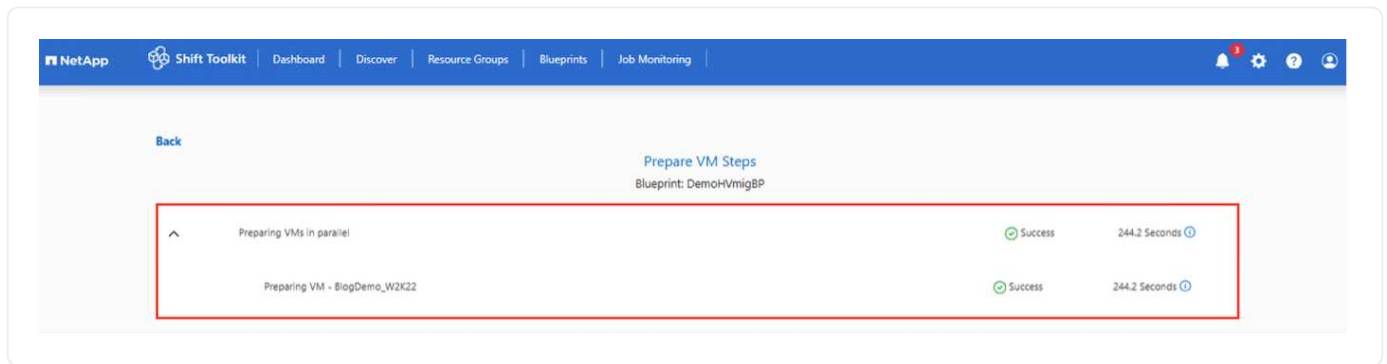 NetApp Shift Toolkit Dashboard Discover Resource Groups Blueprints Job Monitoring 3 ?
Back
Prepare VM Steps
Blueprint: DemoHVmigBP
Preparing VMs in parallel Success 244.2 Seconds
Preparing VM - BlogDemo_W2K22 Success 244.2 Seconds